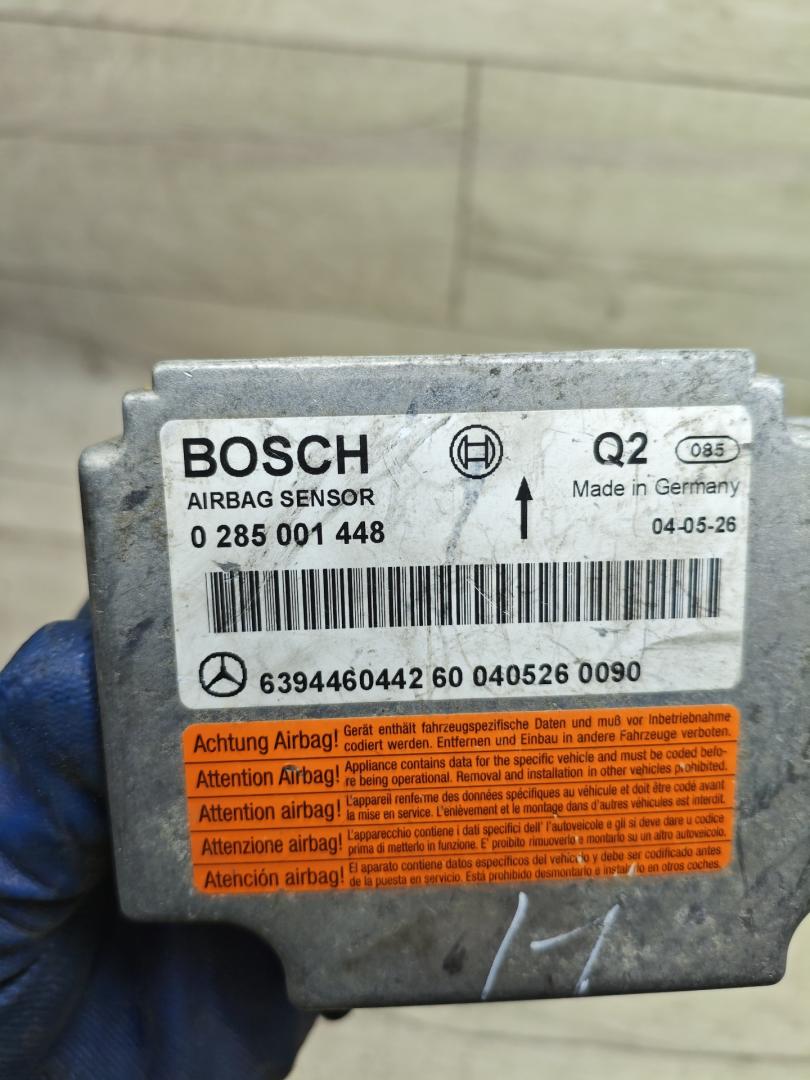 BOSCH
Q2 085
AIRBAG SENSOR
Made in Germany
0 285 001 448
04-05-26
6394460442 60 040526 0090
Achtung Airbag! Gerät enthält fahrzeugspezifische Daten und muß vor Inbetriebnahme
codiert werden. Entfernen und Einbau in andere Fahrzeuge verboten.
Attention Airbag! Appliance contains data for the specific vehicle and must be coded befo-
re being operational. Removal and installation in other vehicles prohibited.
Attention airbag! L'appareil renferme des données spécifiques au véhicule et doit être codé avant
la mise en service. L'enièvement et le montage dans d'autres véhicules est interdit.
Attenzione airbag! L'apparecchio contiene i dati specifici dell' l'autoveicole e gli si deve dare u codice
prima di metterlo in funzione. E' proibito rimuoverlo e montarlo su un altro autoveicolo.
Atención airbag! El aparato contiene datos específicos del vehículo y debe ser codificado antes
de la puesta en servicio. Está prohibido desmontarlo e instalarlo en otros coches.
H